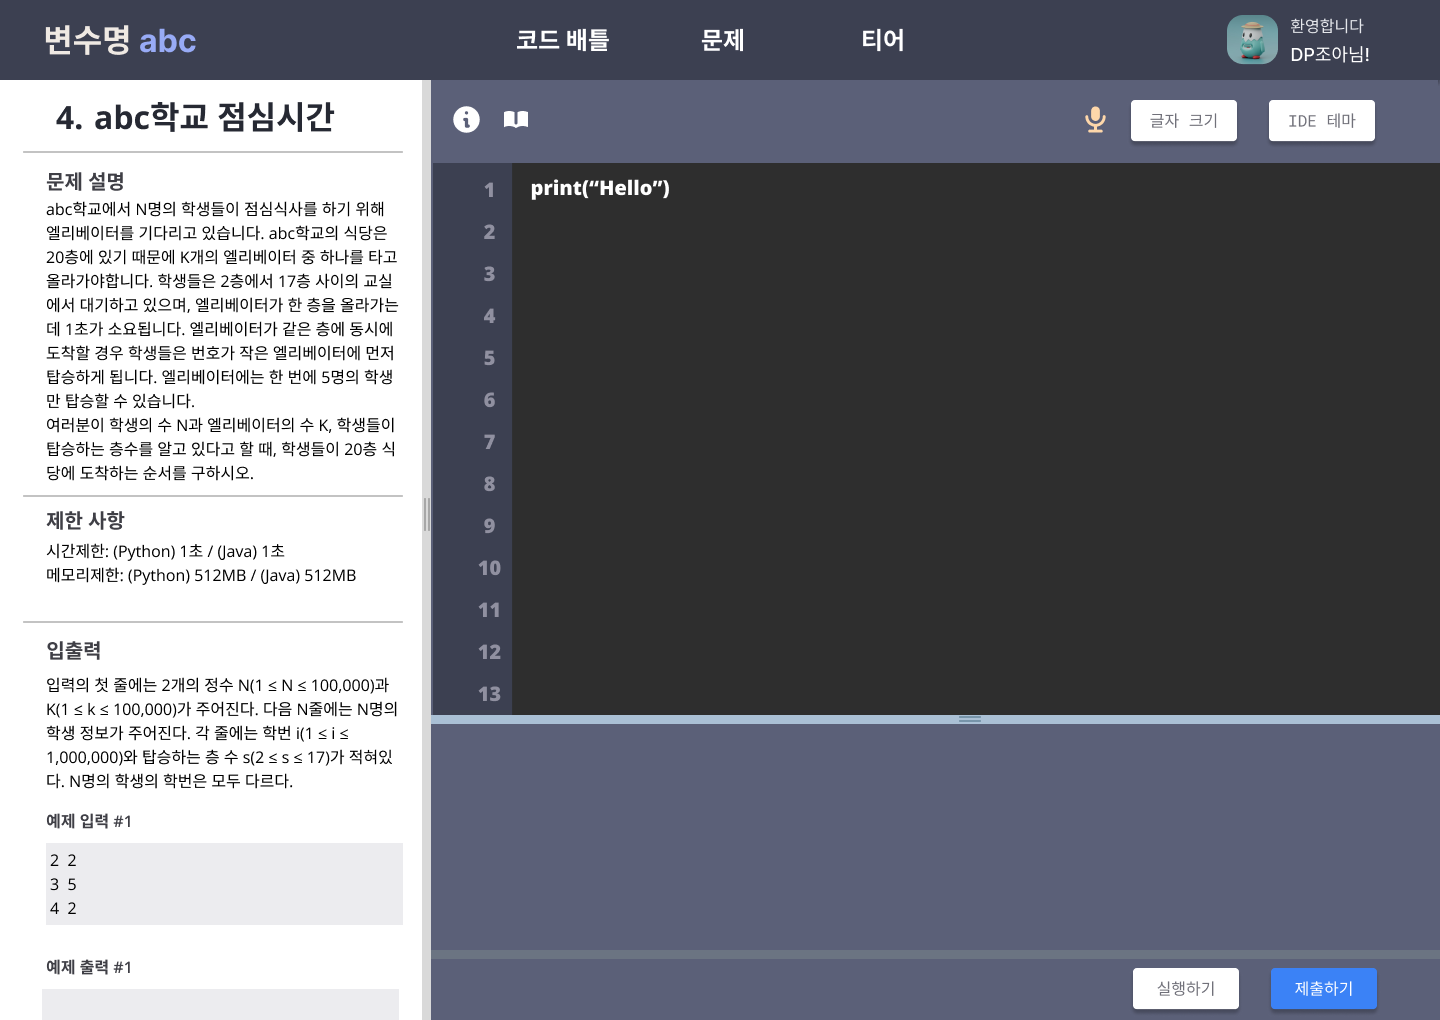 변수명 abc
코드 배틀
문제
티어
환영합니다
DP조아님!
4. abc학교 점심시간
문제 설명
abc학교에서 N명의 학생들이 점심식사를 하기 위해
엘리베이터를 기다리고 있습니다. abc학교의 식당은
20층에 있기 때문에 K개의 엘리베이터 중 하나를 타고
올라가야합니다. 학생들은 2층에서 17층 사이의 교실
에서 대기하고 있으며, 엘리베이터가 한 층을 올라가는
데 1초가 소요됩니다. 엘리베이터가 같은 층에 동시에
도착할 경우 학생들은 번호가 작은 엘리베이터에 먼저
탑승하게 됩니다. 엘리베이터에는 한 번에 5명의 학생
만 탑승할 수 있습니다.
여러분이 학생의 수 N과 엘리베이터의 수 K, 학생들이
탑승하는 층수를 알고 있다고 할 때, 학생들이 20층 식
당에 도착하는 순서를 구하시오.
제한 사항
시간제한: (Python) 1초 / (Java) 1초
메모리제한: (Python) 512MB / (Java) 512MB
입출력
입력의 첫 줄에는 2개의 정수 N(1 ≤ N ≤ 100,000)과
K(1 ≤ k ≤ 100,000)가 주어진다. 다음 N줄에는 N명의
학생 정보가 주어진다. 각 줄에는 학번 i(1 ≤ i ≤
1,000,000)와 탑승하는 층 수 s(2 ≤ s ≤ 17)가 적혀있
다. N명의 학생의 학번은 모두 다르다.
예제 입력 #1
2 2
3 5
4 2
예제 출력 #1
글자 크기
IDE 테마
1 print(“Hello”)
2
3
4
5
6
7
8
9
10
11
12
13
실행하기
제출하기